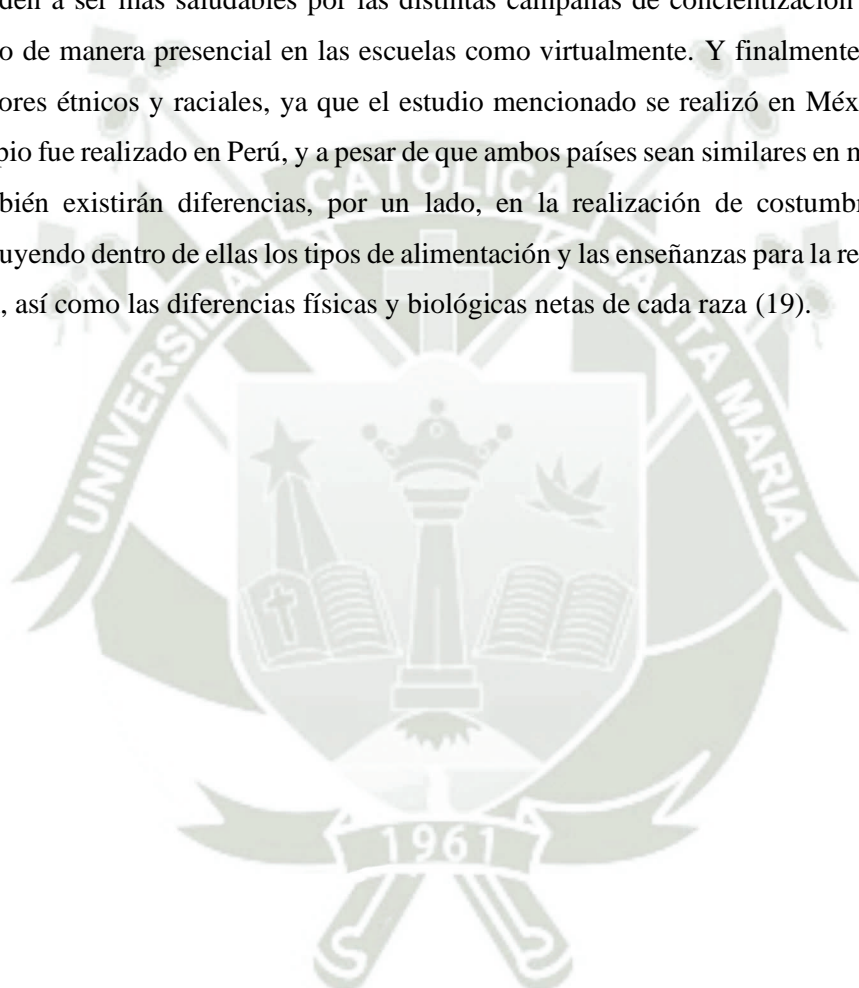 den a ser más saludables por las distintas campañas de concientización
o de manera presencial en las escuelas como virtualmente. Y finalmente
ores étnicos y raciales, ya que el estudio mencionado se realizó en Méx
pio fue realizado en Perú, y a pesar de que ambos países sean similares en
bién existirán diferencias, por un lado, en la realización de costumb
uyendo dentro de ellas los tipos de alimentación y las enseñanzas para la re
, así como las diferencias físicas y biológicas netas de cada raza (19).
UNIVERSIDAD CATOLICA SANTA MARIA
1961